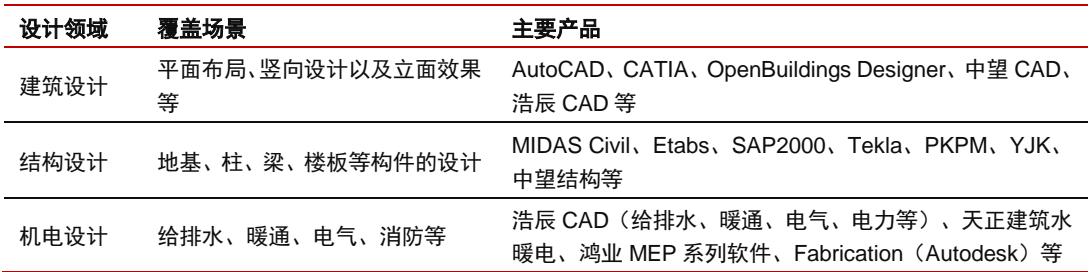 设计领域 覆盖场景 主要产品
建筑设计
平面布局、竖向设计以及立面效果
等
AutoCAD、CATIA、OpenBuildings Designer、中望 CAD、
浩辰 CAD 等
结构设计
地基、柱、梁、楼板等构件的设计
MIDAS Civil、Etabs、SAP2000、Tekla、PKPM、YJK、
中望结构等
机电设计
给排水、暖通、电气、消防等
浩辰 CAD（给排水、暖通、电气、电力等）、天正建筑水
暖电、鸿业 MEP 系列软件、Fabrication（Autodesk）等